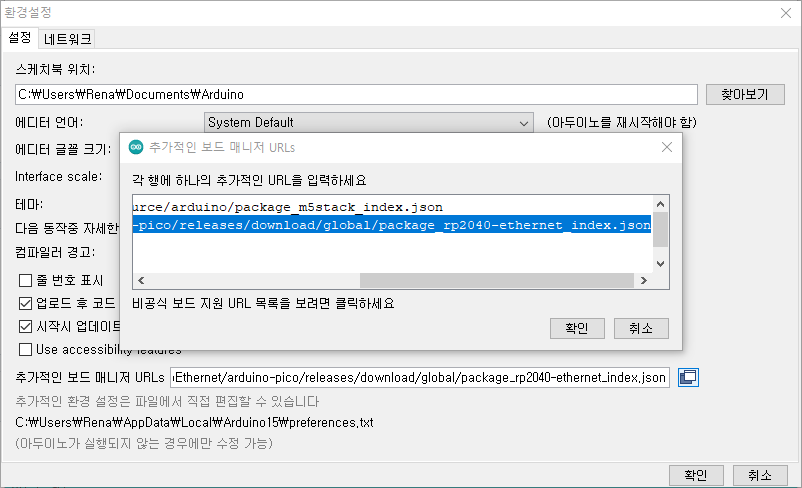 환경설정
설정 네트워크
스케치북 위치:
C:₩Users₩Rena₩Documents₩Arduino 찾아보기
에디터 언어: System Default (아두이노를 재시작해야 함)
에디터 글꼴 크기:
Interface scale:
테마:
다음 동작중 자세한
컴파일러 경고:
줄 번호 표시
업로드 후 코드
시작시 업데이트
Use accessibility features
추가적인 보드 매니저 URLs
각 행에 하나의 추가적인 URL을 입력하세요
urce/arduino/package_m5stack_index.json
-pico/releases/download/global/package_rp2040-ethernet_index.json
비공식 보드 지원 URL 목록을 보려면 클릭하세요
확인 취소
추가적인 보드 매니저 URLs Ethernet/arduino-pico/releases/download/global/package_rp2040-ethernet_index.json
추가적인 환경 설정은 파일에서 직접 편집할 수 있습니다
C:₩Users₩Rena₩AppData₩Local₩Arduino15₩preferences.txt
(아두이노가 실행되지 않는 경우에만 수정 가능)
확인 취소